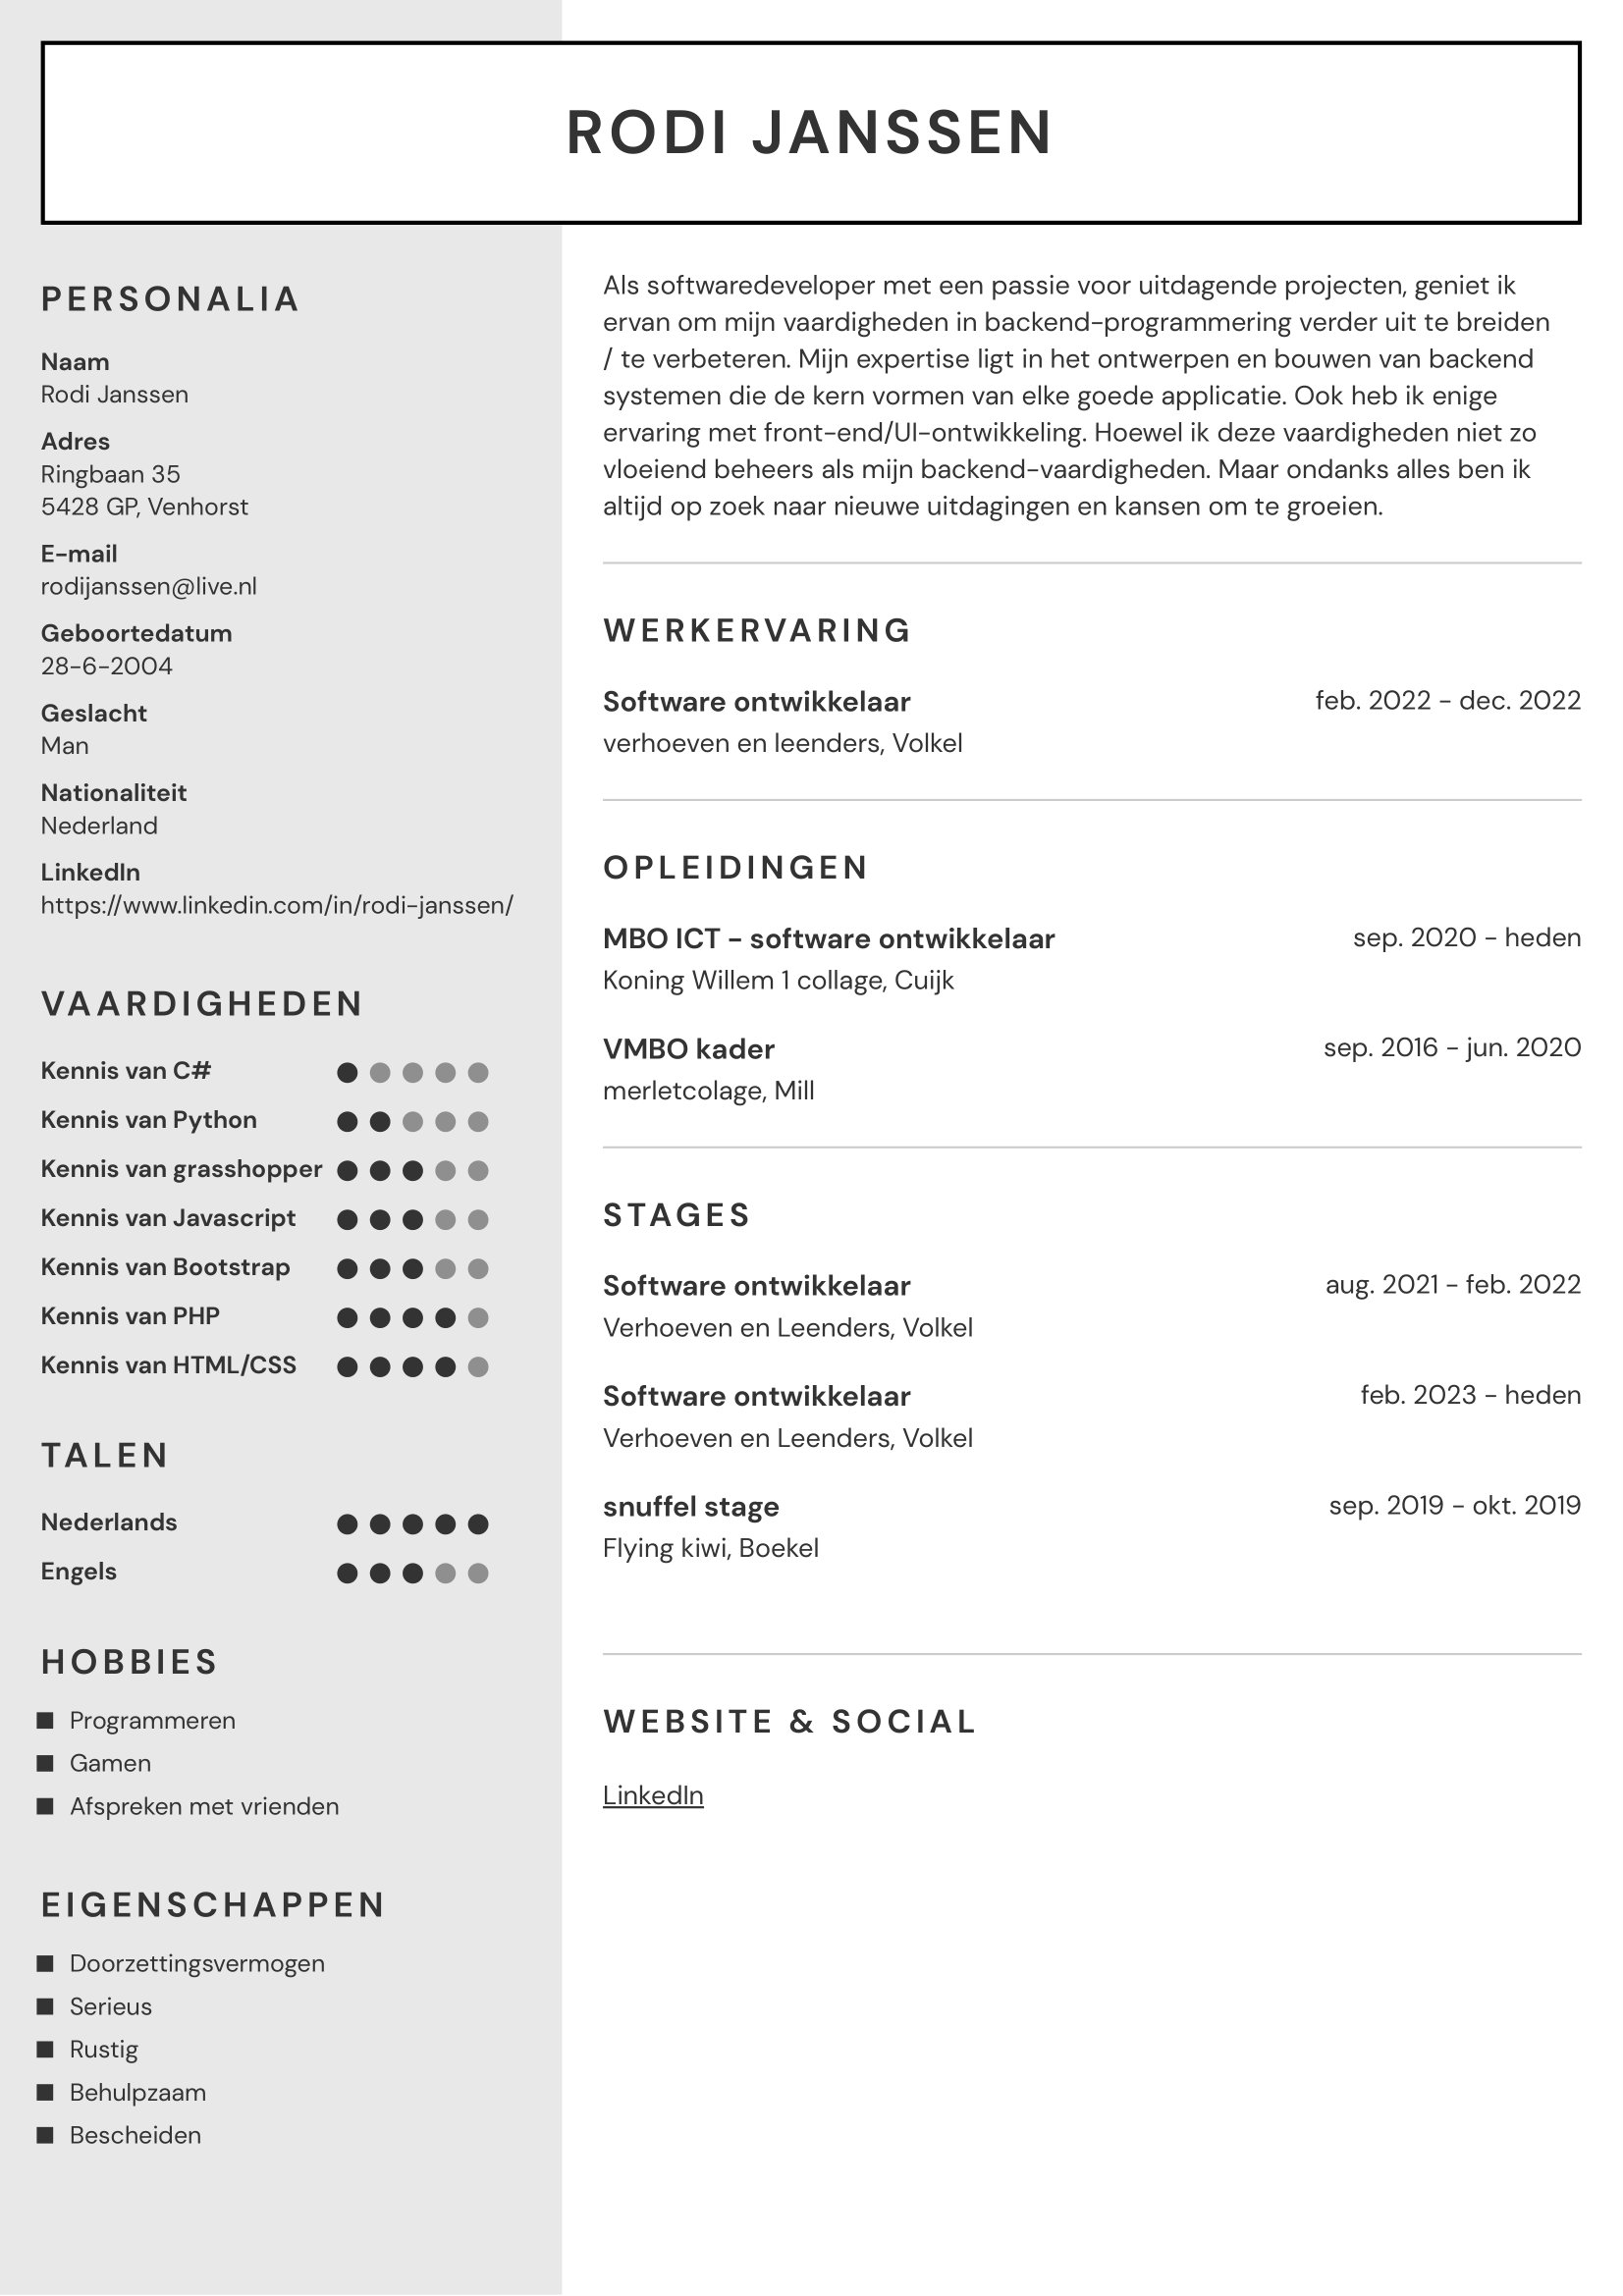 RODI JANSSEN
PERSONALIA
Naam
Rodi Janssen
Adres
Ringbaan 35
5428 GP, Venhorst
E-mail
rodijanssen@live.nl
Geboortedatum
28-6-2004
Geslacht
Man
Nationaliteit
Nederland
LinkedIn
https://www.linkedin.com/in/rodi-janssen/
VAARDIGHEDEN
Kennis van C#
Kennis van Python
Kennis van grasshopper
Kennis van Javascript
Kennis van Bootstrap
Kennis van PHP
Kennis van HTML/CSS
TALEN
Nederlands
Engels
HOBBIES
Programmeren
Gamen
Afspreken met vrienden
EIGENSCHAPPEN
Doorzettingsvermogen
Serieus
Rustig
Behulpzaam
Bescheiden
Als softwaredeveloper met een passie voor uitdagende projecten, geniet ik
ervan om mijn vaardigheden in backend-programmering verder uit te breiden
/ te verbeteren. Mijn expertise ligt in het ontwerpen en bouwen van backend
systemen die de kern vormen van elke goede applicatie. Ook heb ik enige
ervaring met front-end/UI-ontwikkeling. Hoewel ik deze vaardigheden niet zo
vloeiend beheers als mijn backend-vaardigheden. Maar ondanks alles ben ik
altijd op zoek naar nieuwe uitdagingen en kansen om te groeien.
WERKERVARING
Software ontwikkelaar feb. 2022 - dec. 2022
verhoeven en leenders, Volkel
OPLEIDINGEN
MBO ICT - software ontwikkelaar sep. 2020 - heden
Koning Willem 1 collage, Cuijk
VMBO kader sep. 2016 - jun. 2020
merletcolage, Mill
STAGES
Software ontwikkelaar aug. 2021 - feb. 2022
Verhoeven en Leenders, Volkel
Software ontwikkelaar feb. 2023 - heden
Verhoeven en Leenders, Volkel
snuffel stage sep. 2019 - okt. 2019
Flying kiwi, Boekel
WEBSITE & SOCIAL
LinkedIn